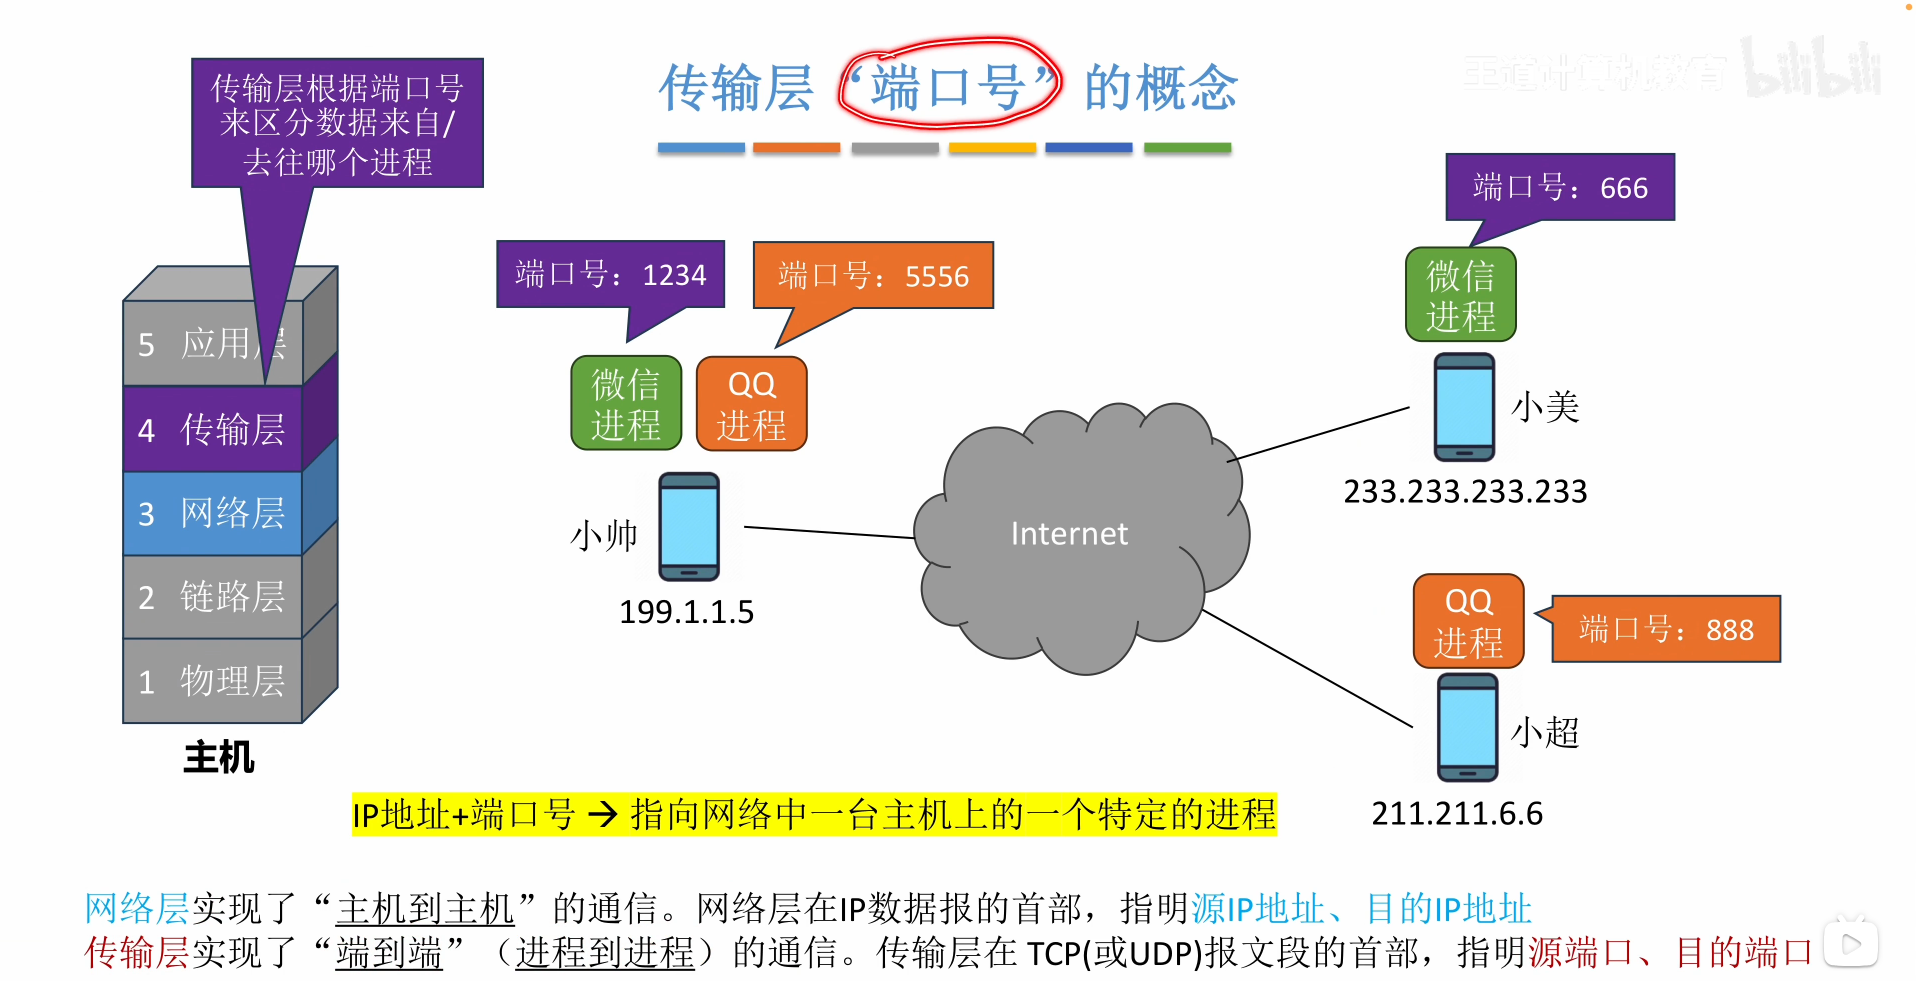 传输层“端口号”的概念
王道计算机教育 bilibili
传输层根据端口号
来区分数据来自/
去往哪个进程
端口号：666
端口号：1234
端口号：5556
微信
进程
5 应用层
微信
进程
QQ
进程
4 传输层
小美
233.233.233.233
3 网络层
小帅
Internet
199.1.1.5
2 链路层
QQ
进程
端口号：888
1 物理层
小超
主机
211.211.6.6
IP地址+端口号 → 指向网络中一台主机上的一个特定的进程
网络层实现了“主机到主机”的通信。网络层在IP数据报的首部，指明源IP地址、目的IP地址
传输层实现了“端到端”（进程到进程）的通信。传输层在 TCP(或UDP)报文段的首部，指明源端口、目的端口